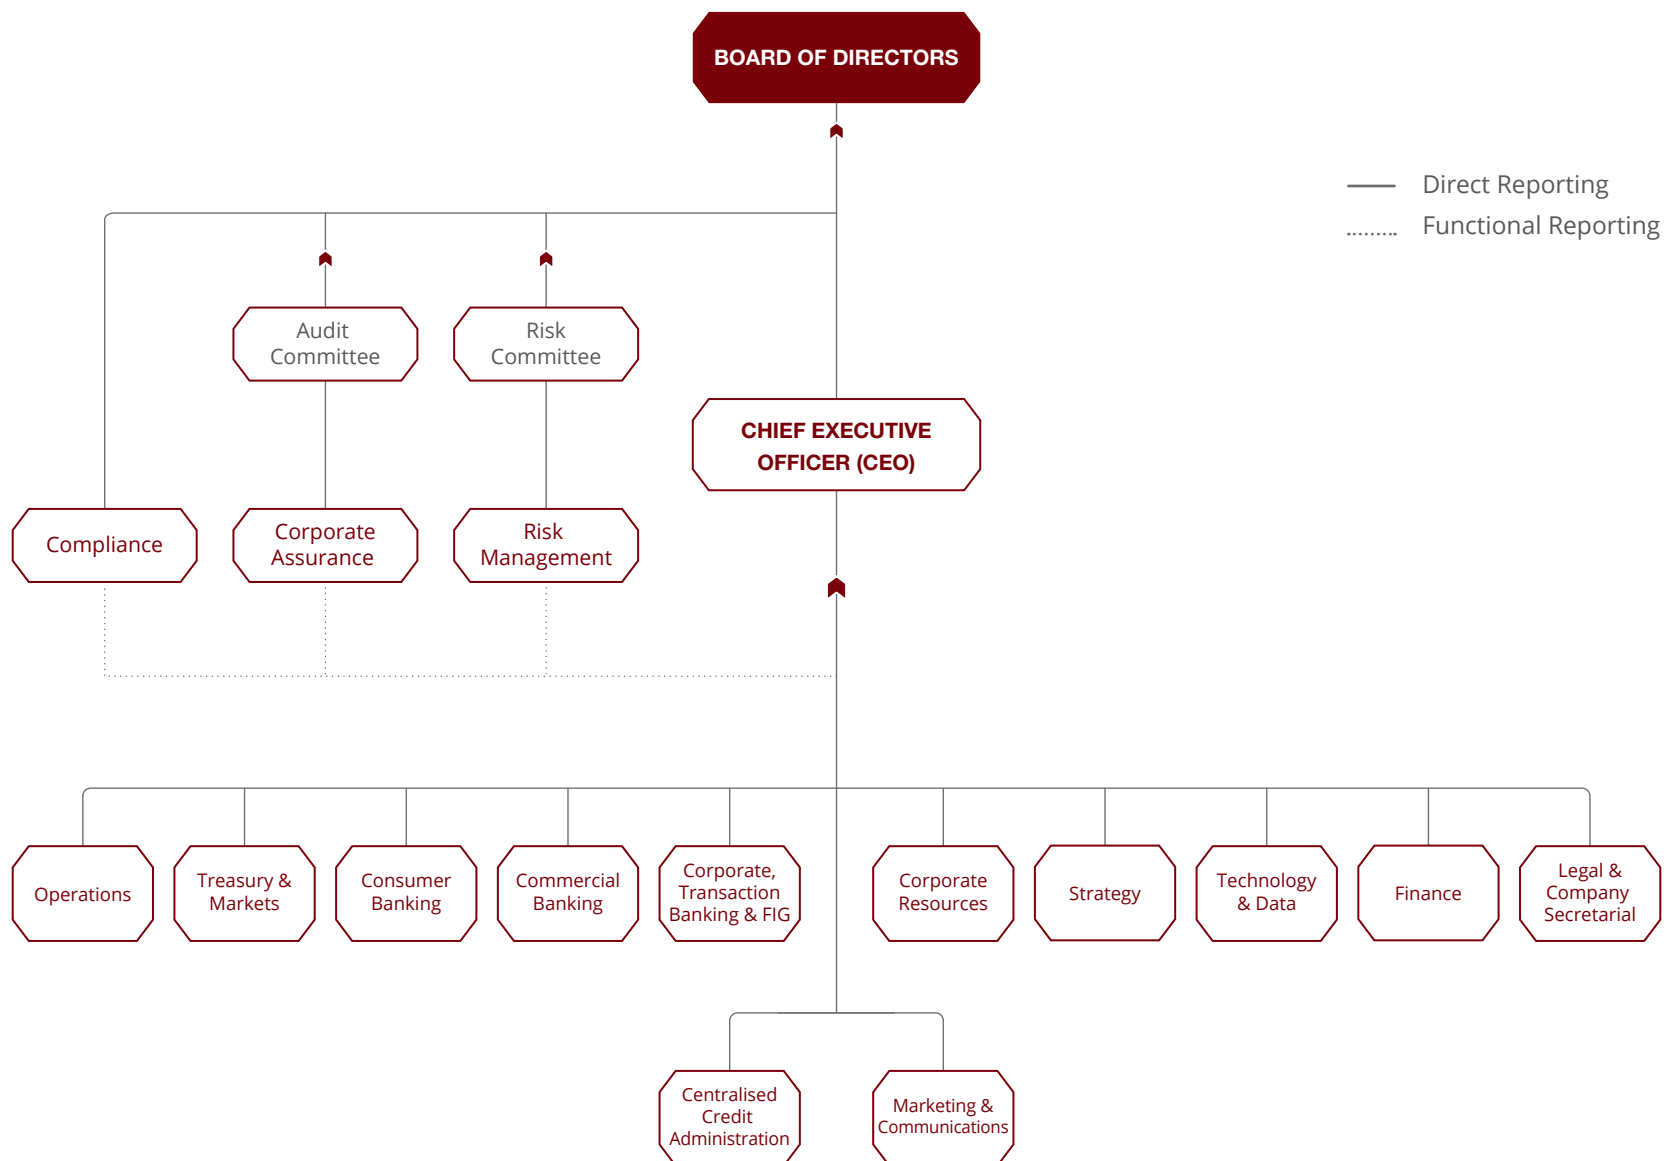 BOARD OF DIRECTORS
Direct Reporting
Functional Reporting
Audit
Committee
Risk
Committee
CHIEF EXECUTIVE
OFFICER (CEO)
Compliance
Corporate
Assurance
Risk
Management
Operations
Treasury &
Markets
Consumer
Banking
Commercial
Banking
Corporate,
Transaction
Banking & FIG
Corporate
Resources
Strategy
Technology
& Data
Finance
Legal &
Company
Secretarial
Centralised
Credit
Administration
Marketing &
Communications